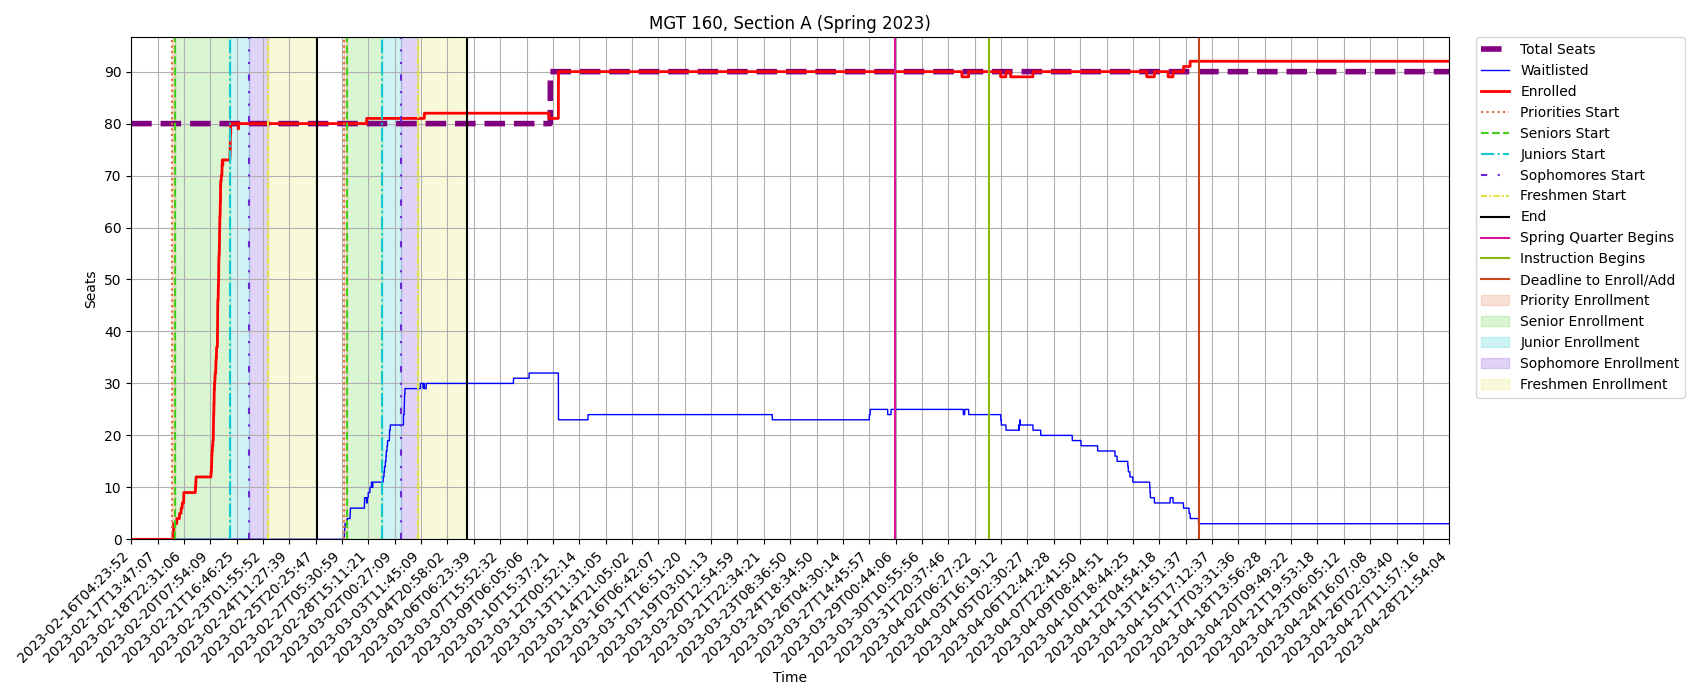 MGT 160, Section A (Spring 2023)
Seats
90
80
70
60
50
40
30
20
10
0
2023-02-16T04:23:52
2023-02-17T13:47:07
2023-02-18T22:31:06
2023-02-20T07:54:09
2023-02-21T16:46:25
2023-02-23T01:55:52
2023-02-24T11:27:39
2023-02-25T20:25:47
2023-02-27T05:30:59
2023-02-28T15:11:21
2023-03-02T00:27:09
2023-03-03T11:45:09
2023-03-04T20:58:02
2023-03-06T06:23:39
2023-03-07T15:52:32
2023-03-09T06:05:06
2023-03-10T15:37:21
2023-03-12T00:52:14
2023-03-13T11:31:05
2023-03-14T21:05:02
2023-03-16T06:42:07
2023-03-17T16:51:20
2023-03-19T03:01:13
2023-03-20T12:54:59
2023-03-21T22:34:21
2023-03-23T08:36:50
2023-03-24T18:34:50
2023-03-26T04:30:14
2023-03-27T14:45:57
2023-03-29T00:44:06
2023-03-30T10:55:56
2023-03-31T20:37:46
2023-04-02T06:27:22
2023-04-03T16:19:12
2023-04-05T02:30:27
2023-04-06T12:44:28
2023-04-07T22:41:50
2023-04-09T08:44:51
2023-04-10T18:44:25
2023-04-12T04:54:18
2023-04-13T14:51:37
2023-04-15T17:12:37
2023-04-17T03:31:36
2023-04-18T13:56:28
2023-04-20T09:49:22
2023-04-21T19:53:18
2023-04-23T06:05:12
2023-04-24T16:07:08
2023-04-26T02:03:40
2023-04-27T11:57:16
2023-04-28T21:54:04
Time
Total Seats
Waitlisted
Enrolled
Priorities Start
Seniors Start
Juniors Start
Sophomores Start
Freshmen Start
End
Spring Quarter Begins
Instruction Begins
Deadline to Enroll/Add
Priority Enrollment
Senior Enrollment
Junior Enrollment
Sophomore Enrollment
Freshmen Enrollment